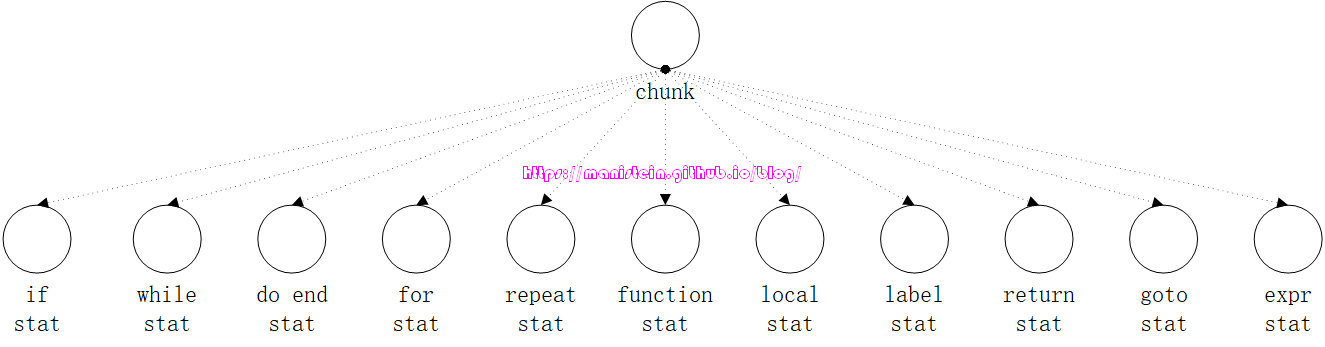 chunk
https://manistein.github.io/blog/
if while do end for repeat function local label return goto expr
stat stat stat stat stat stat stat stat stat stat stat